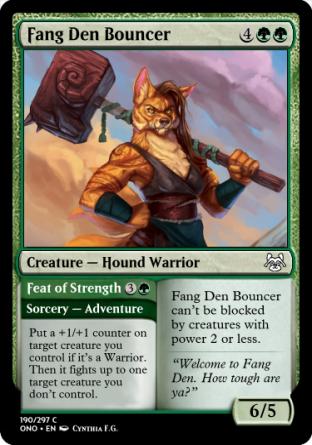 Fang Den Bouncer 4
Creature — Hound Warrior
Feat of Strength 3
Sorcery — Adventure
Put a +1/+1 counter on
target creature you
control if it's a Warrior.
Then it fights up to one
target creature you
don't control.
Fang Den Bouncer
can't be blocked
by creatures with
power 2 or less.
“Welcome to Fang
Den. How tough are
ya?”
6/5
190/297 C
ONO • EN Cynthia F.G.